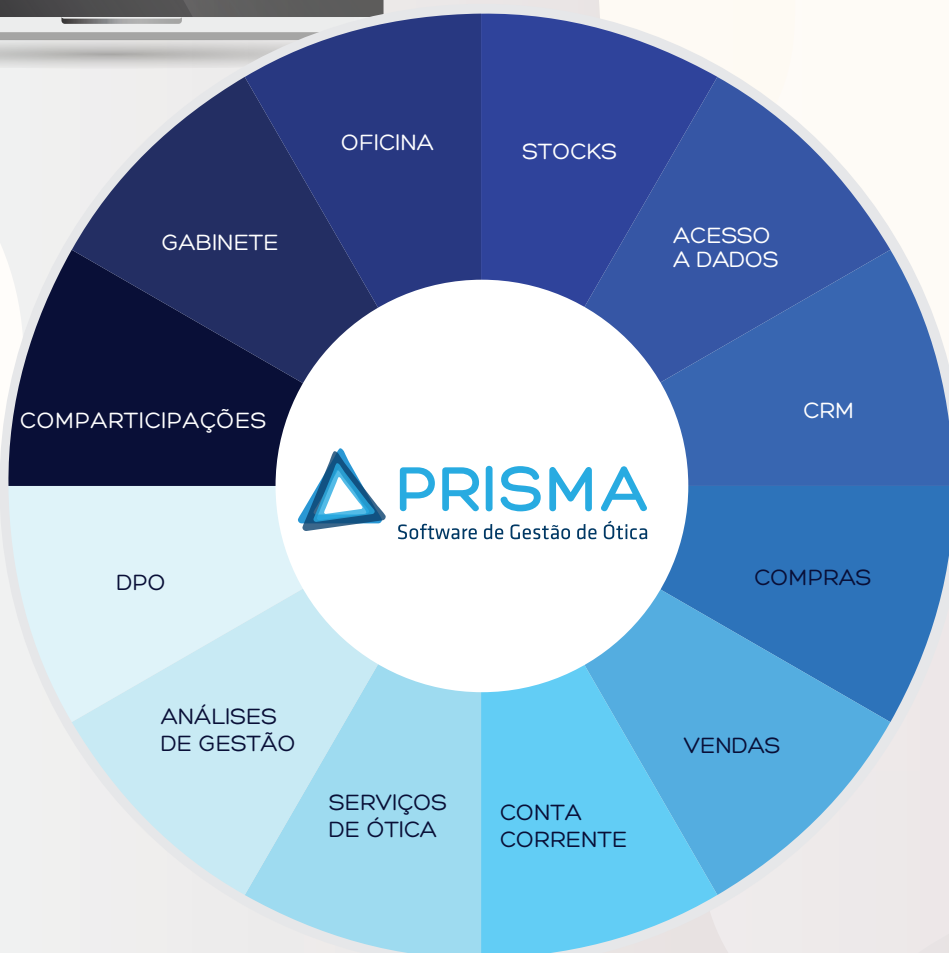 OFICINA
STOCKS
GABINETE
ACESSO
A DADOS
COMPARTICIPAÇÕES
CRM
PRISMA
Software de Gestão de Ótica
DPO
COMPRAS
ANÁLISES
DE GESTÃO
VENDAS
SERVIÇOS
DE ÓTICA
CONTA
CORRENTE